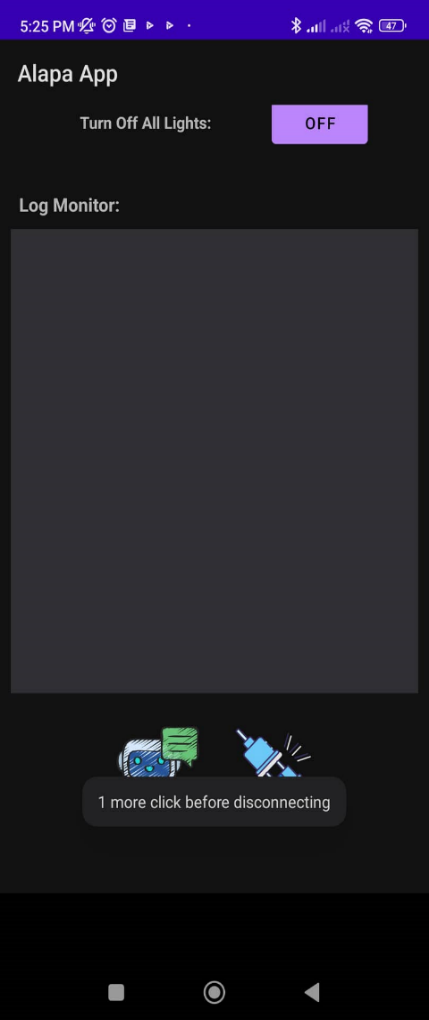 5:25 PM
47
Alapa App
Turn Off All Lights:
OFF
Log Monitor:
1 more click before disconnecting